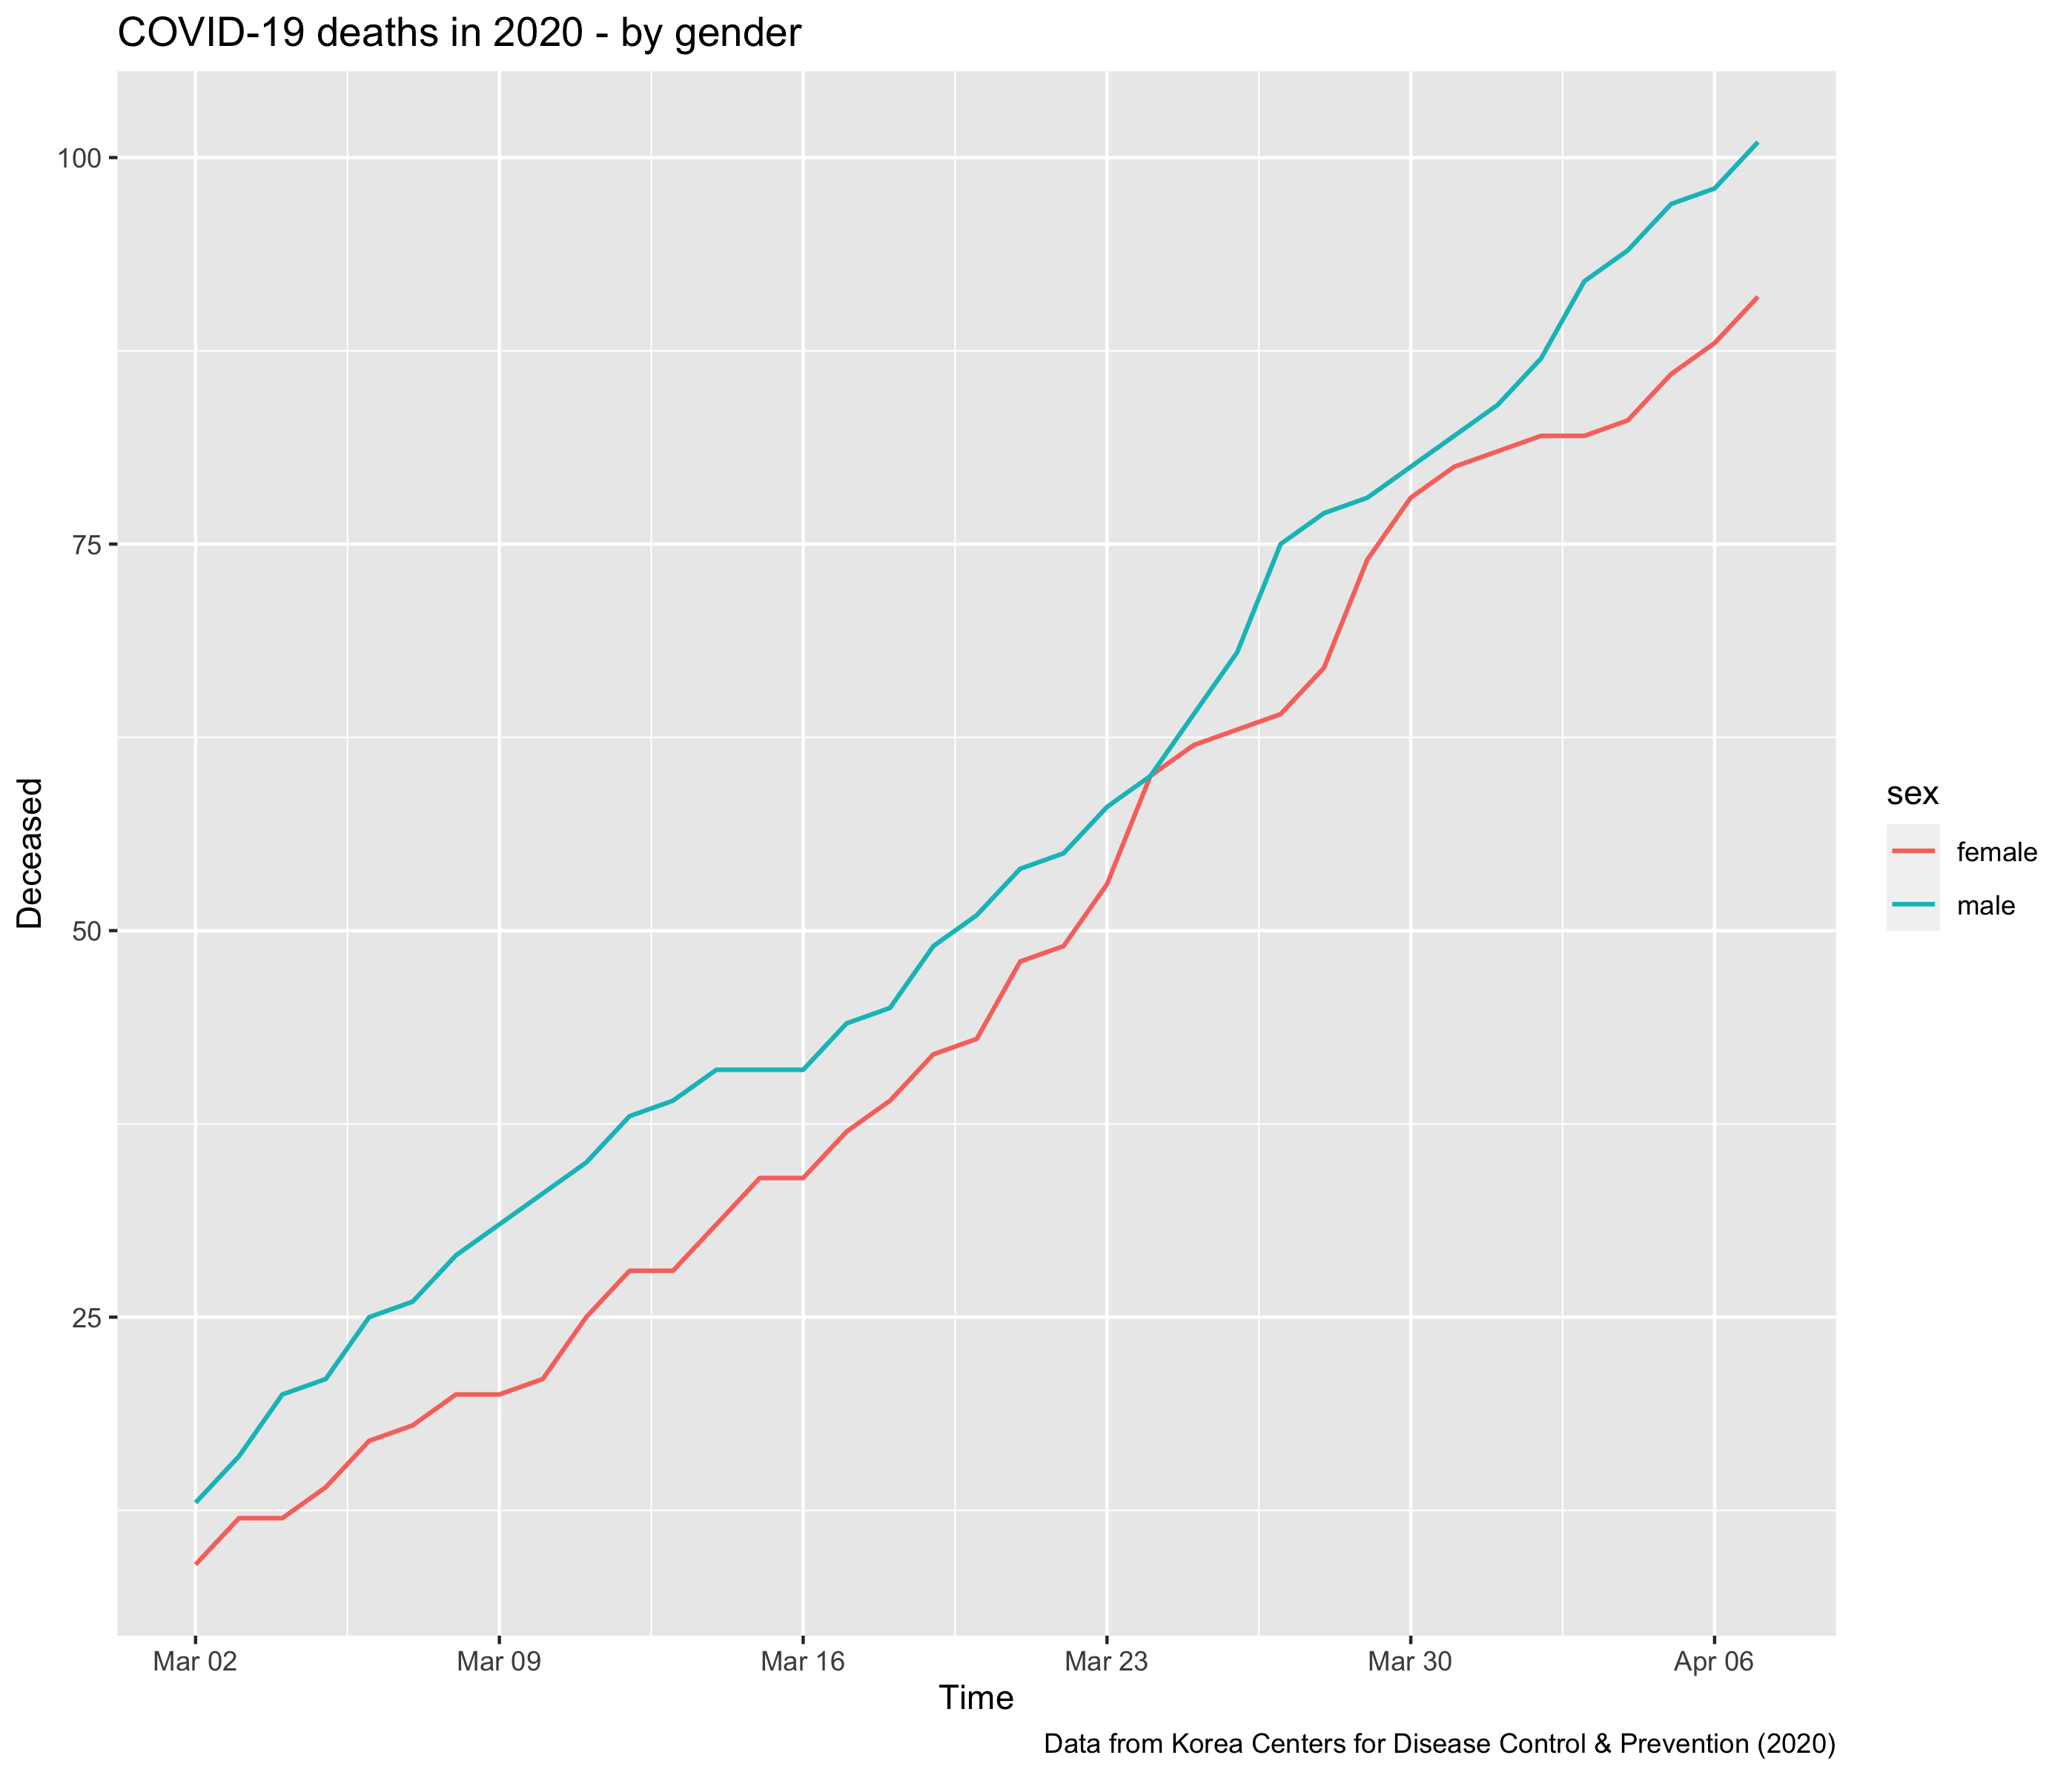 COVID-19 deaths in 2020 - by gender
100
75
50
25
Deceased
Mar 02 Mar 09 Mar 16 Mar 23 Mar 30 Apr 06
Time
sex
female
male
Data from Korea Centers for Disease Control & Prevention (2020)